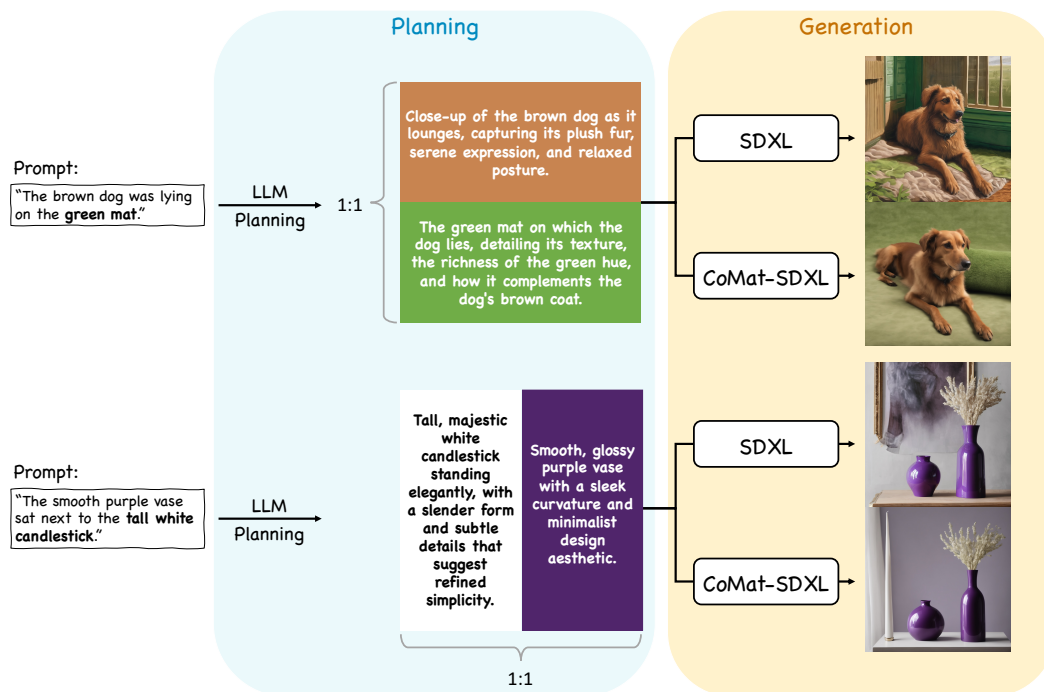 Planning
Generation
Prompt:
“The brown dog was lying
on the green mat.”
LLM
Planning
1:1
Close-up of the brown dog as it
lounges, capturing its plush fur,
serene expression, and relaxed
posture.
The green mat on which the
dog lies, detailing its texture,
the richness of the green hue,
and how it complements the
dog's brown coat.
SDXL
CoMat-SDXL
Prompt:
“The smooth purple vase
sat next to the tall white
candlestick.”
LLM
Planning
Tall, majestic
white
candlestick
standing
elegantly, with
a slender form
and subtle
details that
suggest
refined
simplicity.
Smooth, glossy
purple vase
with a sleek
curvature and
minimalist
design
aesthetic.
1:1
SDXL
CoMat-SDXL